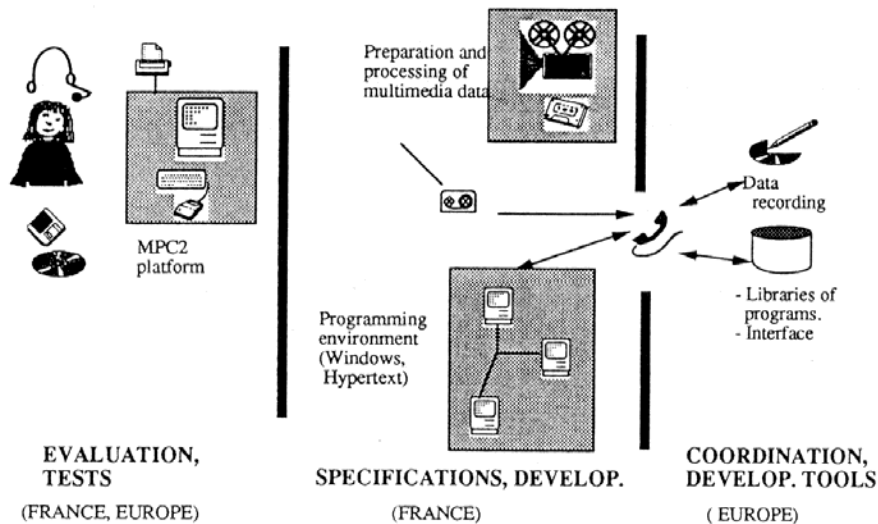 Preparation and
processing of
multimedia data
MPC2
platform
Data
recording
- Libraries of
programs.
- Interface
Programming
environment
(Windows,
Hypertext)
EVALUATION,
TESTS
(FRANCE, EUROPE)
SPECIFICATIONS, DEVELOP.
(FRANCE)
COORDINATION,
DEVELOP. TOOLS
( EUROPE)